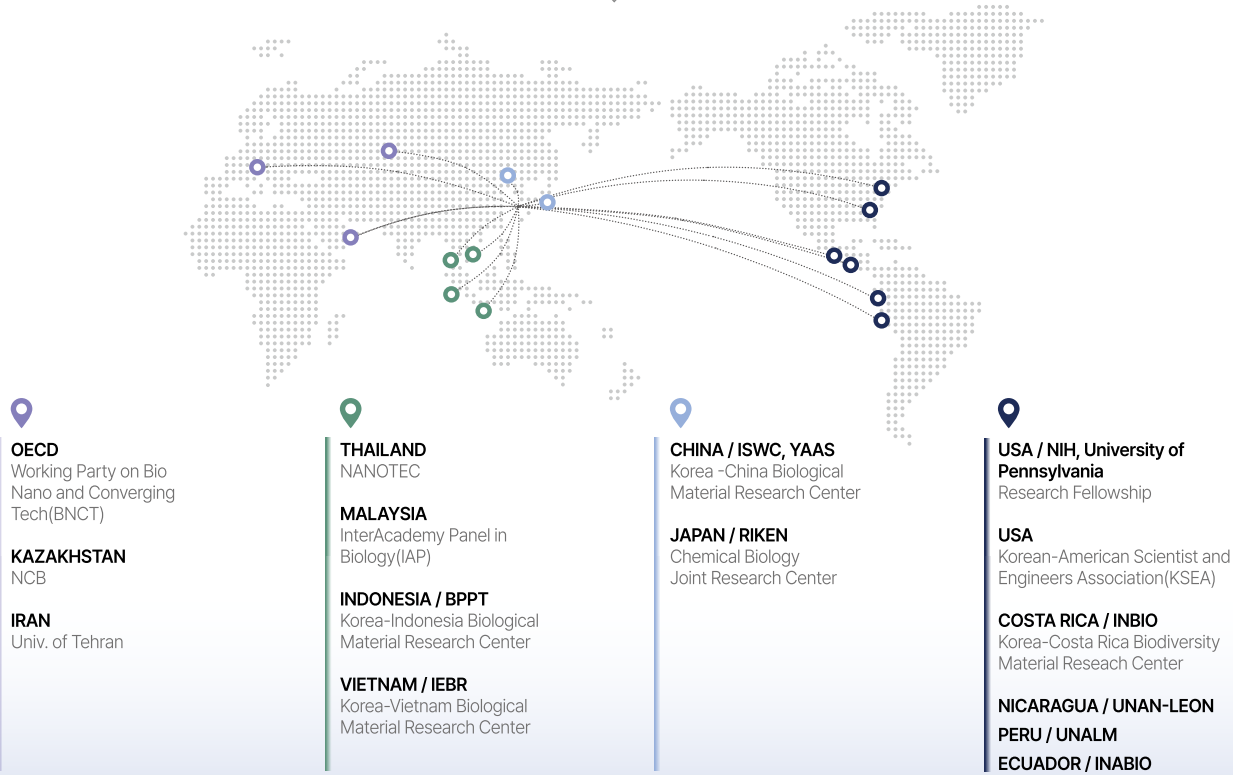 OECD
Working Party on Bio
Nano and Converging
Tech(BNCT)
KAZAKHSTAN
NCB
IRAN
Univ. of Tehran
THAILAND
NANOTEC
MALAYSIA
InterAcademy Panel in
Biology(IAP)
INDONESIA / BPPT
Korea-Indonesia Biological
Material Research Center
VIETNAM / IEBR
Korea-Vietnam Biological
Material Research Center
CHINA / ISWC, YAAS
Korea -China Biological
Material Research Center
JAPAN / RIKEN
Chemical Biology
Joint Research Center
USA / NIH, University of
Pennsylvania
Research Fellowship
USA
Korean-American Scientist and
Engineers Association(KSEA)
COSTA RICA / INBIO
Korea-Costa Rica Biodiversity
Material Reseach Center
NICARAGUA / UNAN-LEON
PERU / UNALM
ECUADOR / INABIO